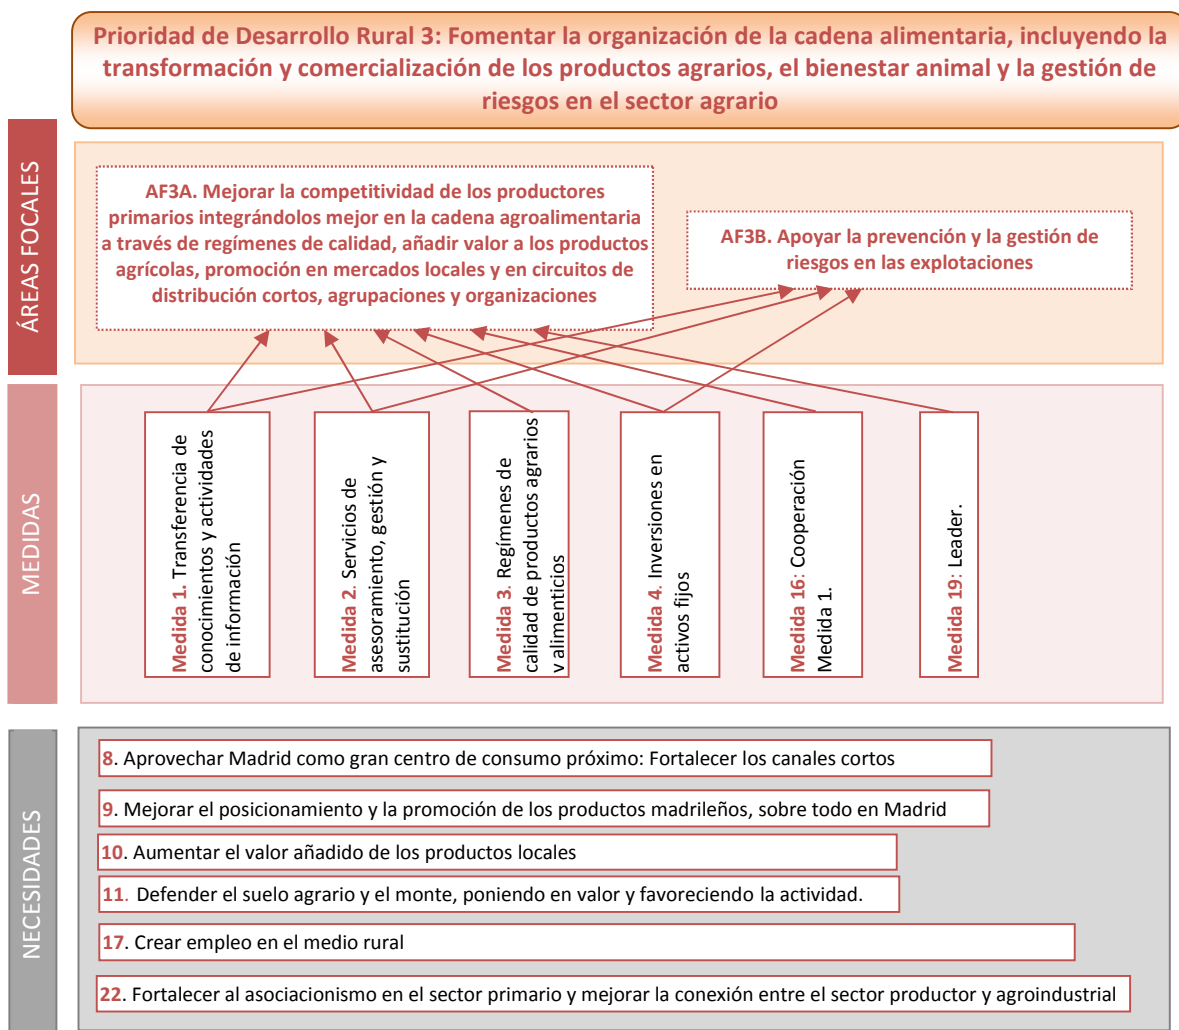 Prioridad de Desarrollo Rural 3: Fomentar la organización de la cadena alimentaria, incluyendo la
transformación y comercialización de los productos agrarios, el bienestar animal y la gestión de
riesgos en el sector agrario
ÁREAS FOCALES
AF3A. Mejorar la competitividad de los productores
primarios integrándolos mejor en la cadena agroalimentaria
a través de regímenes de calidad, añadir valor a los productos
agrícolas, promoción en mercados locales y en circuitos de
distribución cortos, agrupaciones y organizaciones
AF3B. Apoyar la prevención y la gestión de
riesgos en las explotaciones
MEDIDAS
Medida 1. Transferencia de
conocimientos y actividades
de información
Medida 2. Servicios de
asesoramiento, gestión y
sustitución
Medida 3. Regímenes de
calidad de productos agrarios
y alimenticios
Medida 4. Inversiones en
activos fijos
Medida 16: Cooperación
Medida 1.
Medida 19: Leader.
NECESIDADES
8. Aprovechar Madrid como gran centro de consumo próximo: Fortalecer los canales cortos
9. Mejorar el posicionamiento y la promoción de los productos madrileños, sobre todo en Madrid
10. Aumentar el valor añadido de los productos locales
11. Defender el suelo agrario y el monte, poniendo en valor y favoreciendo la actividad.
17. Crear empleo en el medio rural
22. Fortalecer al asociacionismo en el sector primario y mejorar la conexión entre el sector productor y agroindustrial